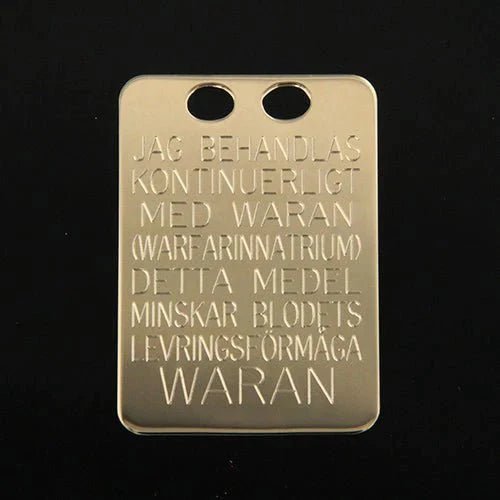 JAG BEHANDLAS
KONTINUERLIGT
MED WARAN
(WARFARINNATRIUM)
DETTA MEDEL
MINSKAR BLODETS
LEVRINGSFÖRMÅGA
WARAN